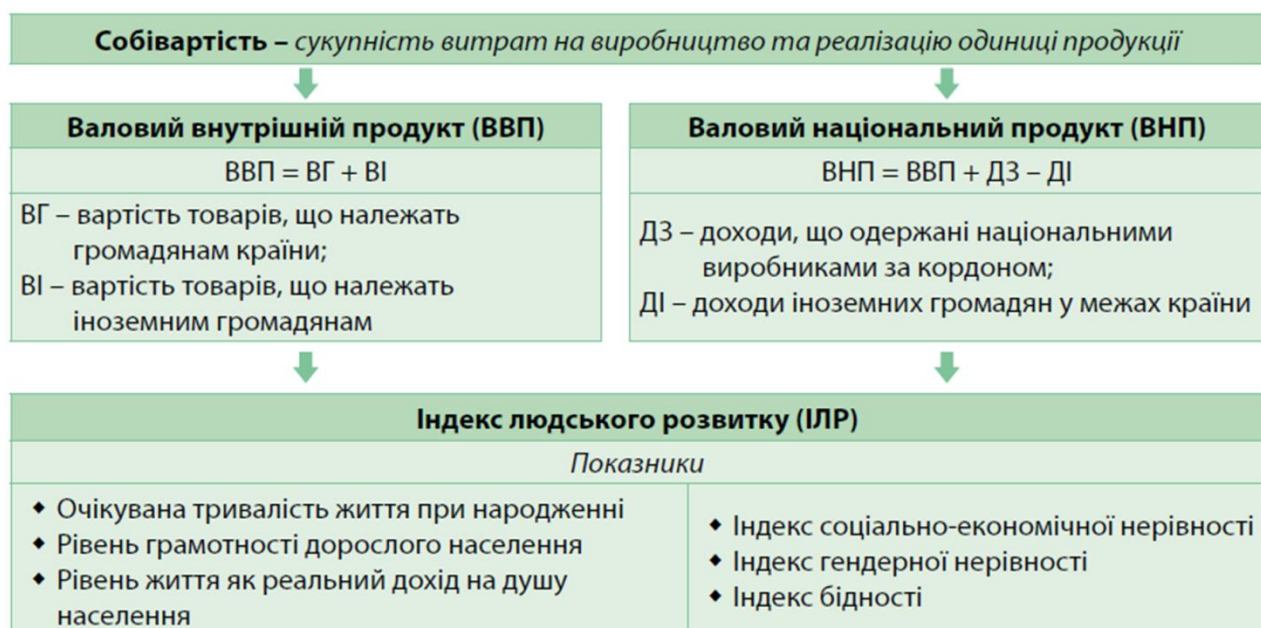 Собівартість – сукупність витрат на виробництво та реалізацію одиниці продукції
Валовий внутрішній продукт (ВВП)
ВВП = ВГ + ВІ
ВГ – вартість товарів, що належать
громадянам країни;
ВІ – вартість товарів, що належать
іноземним громадянам
Валовий національний продукт (ВНП)
ВНП = ВВП + ДЗ – ДІ
ДЗ – доходи, що одержані національними
виробниками за кордоном;
ДІ – доходи іноземних громадян у межах країни
Індекс людського розвитку (ІЛР)
Показники
◆ Очікувана тривалість життя при народженні
◆ Рівень грамотності дорослого населення
◆ Рівень життя як реальний дохід на душу
населення
◆ Індекс соціально-економічної нерівності
◆ Індекс гендерної нерівності
◆ Індекс бідності